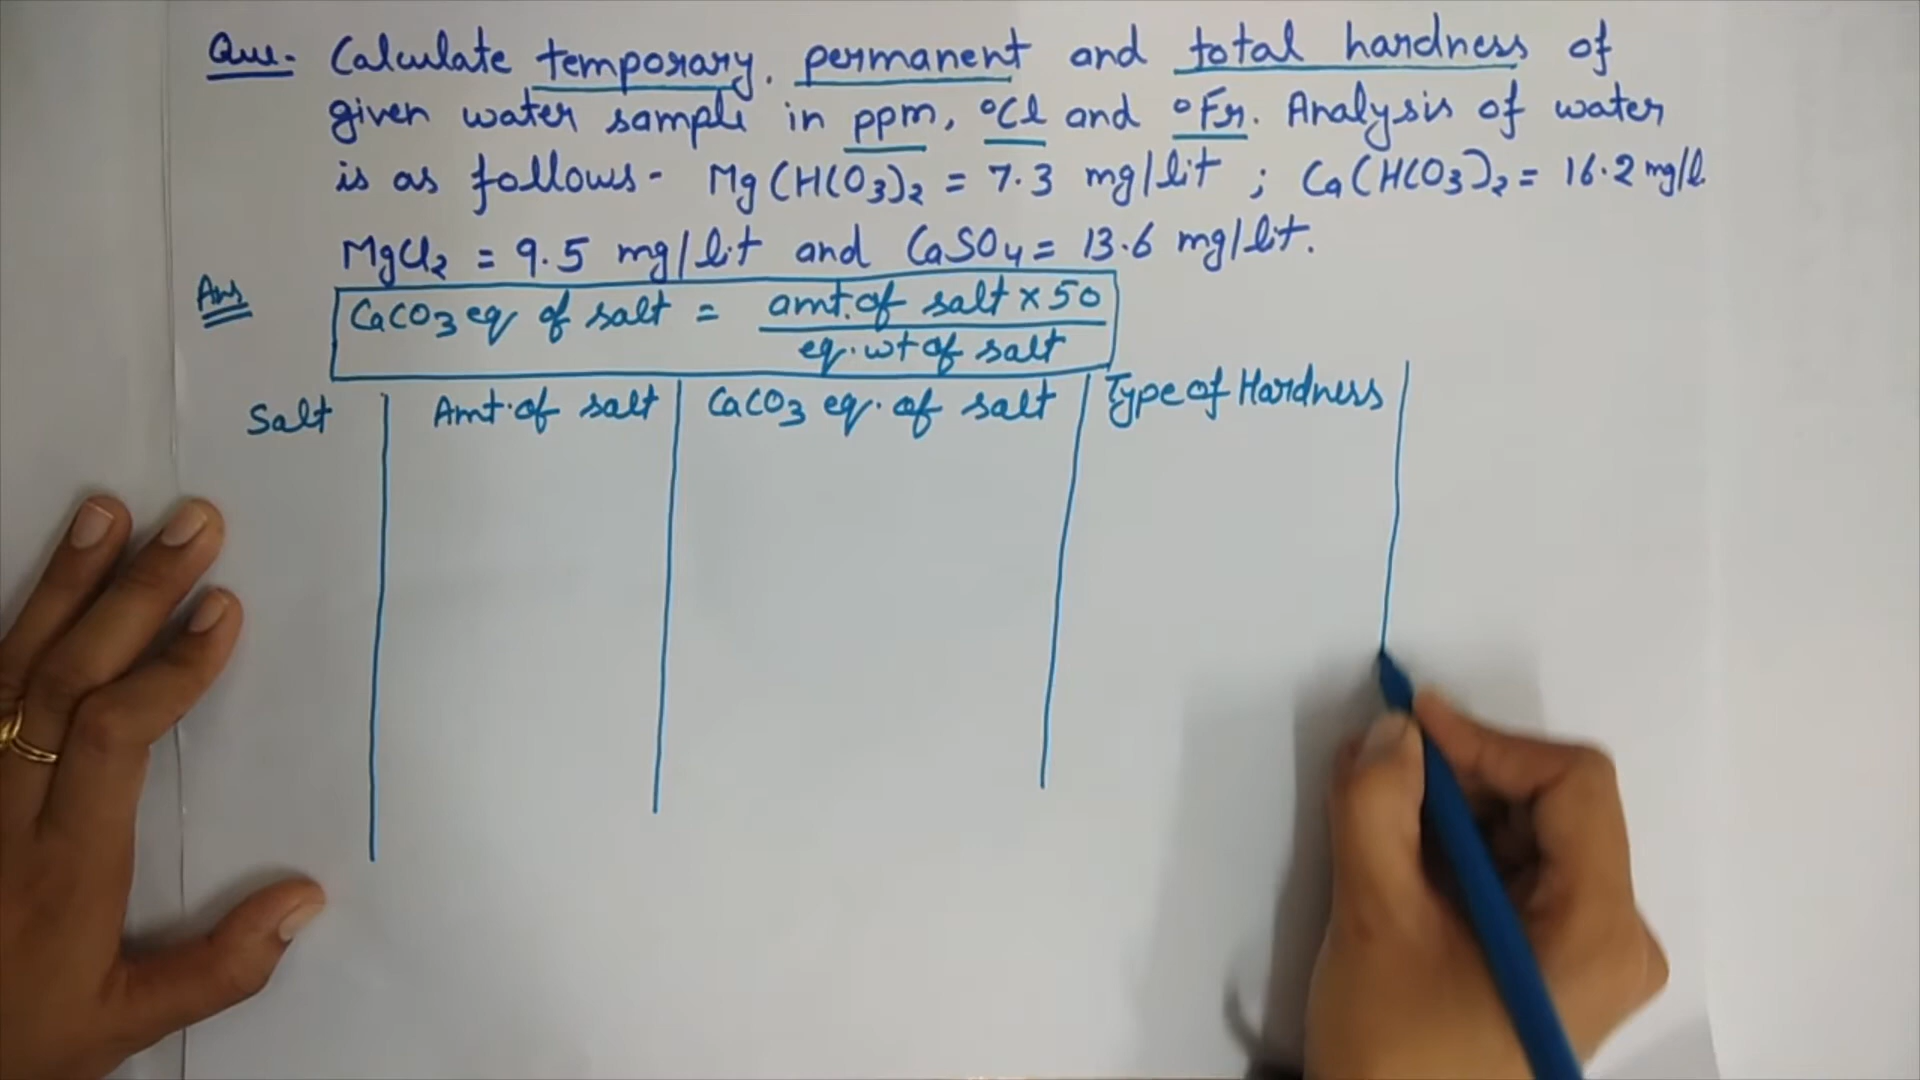 Que. Calculate temporary, permanent and total hardness of
given water sample in ppm, °Cl and °Fr. Analysis of water
is as follows- Mg(HCO3)2 = 7.3 mg/lit ; Ca(HCO3)2 = 16.2 mg/l.
MgCl2 = 9.5 mg/lit and CaSO4 = 13.6 mg/lit.
Ans
CaCO3 eq of salt = amt. of salt x 50
eq. wt of salt
Salt Amt. of salt CaCO3 eq. of salt Type of Hardness